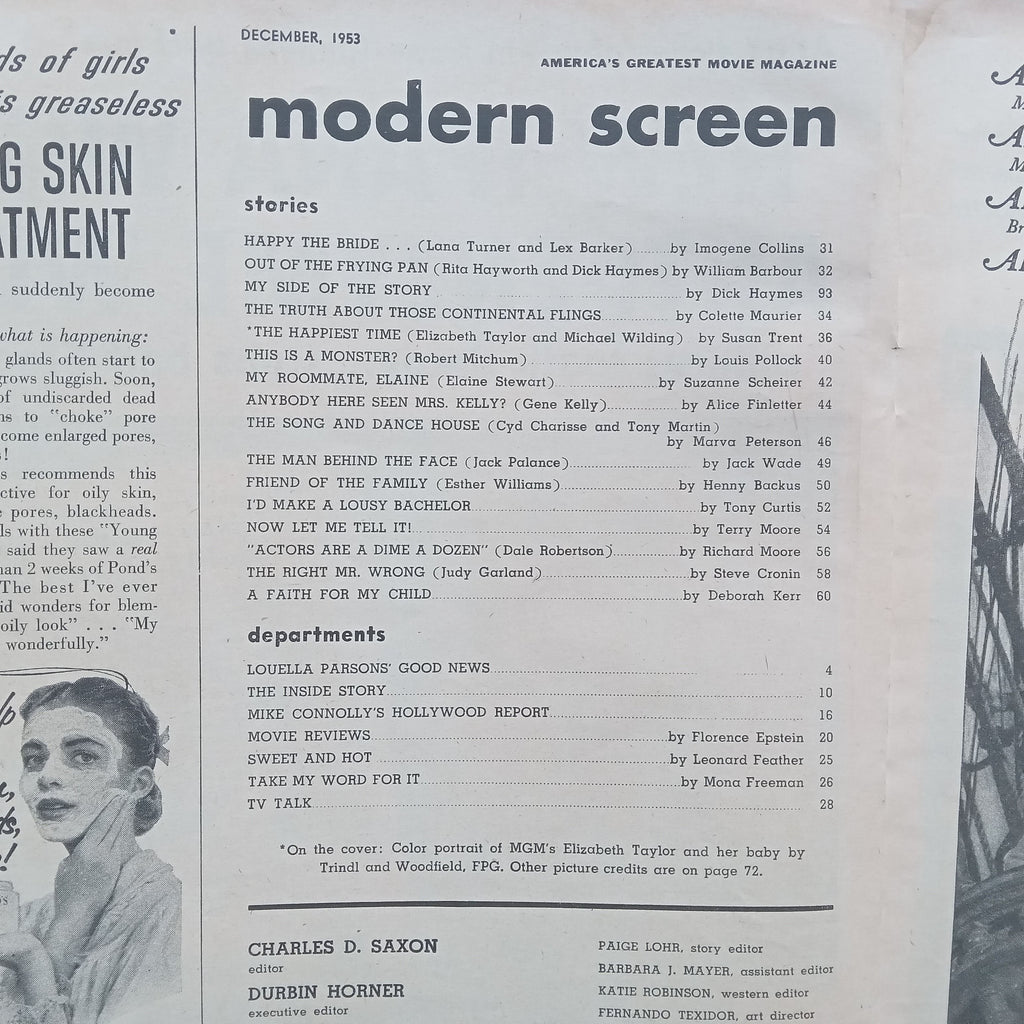 ds of girls
is greaseless
G SKIN
ATMENT
suddenly become
what is happening:
glands often start to
grows sluggish. Soon,
of undiscarded dead
ns to "choke" pore
come enlarged pores,
s!
s recommends this
ctive for oily skin,
e pores, blackheads.
ls with these "Young
said they saw a real
han 2 weeks of Pond's
The best I've ever
id wonders for blem-
oily look" . . . "My
wonderfully."
DECEMBER, 1953
AMERICA'S GREATEST MOVIE MAGAZINE
modern screen
stories
HAPPY THE BRIDE . . . (Lana Turner and Lex Barker) ........by Imogene Collins 31
OUT OF THE FRYING PAN (Rita Hayworth and Dick Haymes) by William Barbour 32
MY SIDE OF THE STORY ........ by Dick Haymes 93
THE TRUTH ABOUT THOSE CONTINENTAL FLINGS........ by Colette Maurier 34
*THE HAPPIEST TIME (Elizabeth Taylor and Michael Wilding) by Susan Trent 36
THIS IS A MONSTER? (Robert Mitchum)........by Louis Pollock 40
MY ROOMMATE, ELAINE (Elaine Stewart)........by Suzanne Scheirer 42
ANYBODY HERE SEEN MRS. KELLY? (Gene Kelly)........ by Alice Finletter 44
THE SONG AND DANCE HOUSE (Cyd Charisse and Tony Martin)
by Marva Peterson 46
THE MAN BEHIND THE FACE (Jack Palance)........ by Jack Wade 49
FRIEND OF THE FAMILY (Esther Williams)........by Henny Backus 50
I'D MAKE A LOUSY BACHELOR........by Tony Curtis 52
NOW LET ME TELL IT!........by Terry Moore 54
"ACTORS ARE A DIME A DOZEN" (Dale Robertson)........by Richard Moore 56
THE RIGHT MR. WRONG (Judy Garland)........by Steve Cronin 58
A FAITH FOR MY CHILD........by Deborah Kerr 60
departments
LOUELLA PARSONS' GOOD NEWS........ 4
THE INSIDE STORY........ 10
MIKE CONNOLLY'S HOLLYWOOD REPORT........ 16
MOVIE REVIEWS........by Florence Epstein 20
SWEET AND HOT ........by Leonard Feather 25
TAKE MY WORD FOR IT........by Mona Freeman 26
TV TALK........ 28
*On the cover: Color portrait of MGM's Elizabeth Taylor and her baby by
Trindl and Woodfield, FPG. Other picture credits are on page 72.
CHARLES D. SAXON
editor
DURBIN HORNER
executive editor
PAIGE LOHR, story editor
BARBARA J. MAYER, assistant editor
KATIE ROBINSON, western editor
FERNANDO TEXIDOR, art director